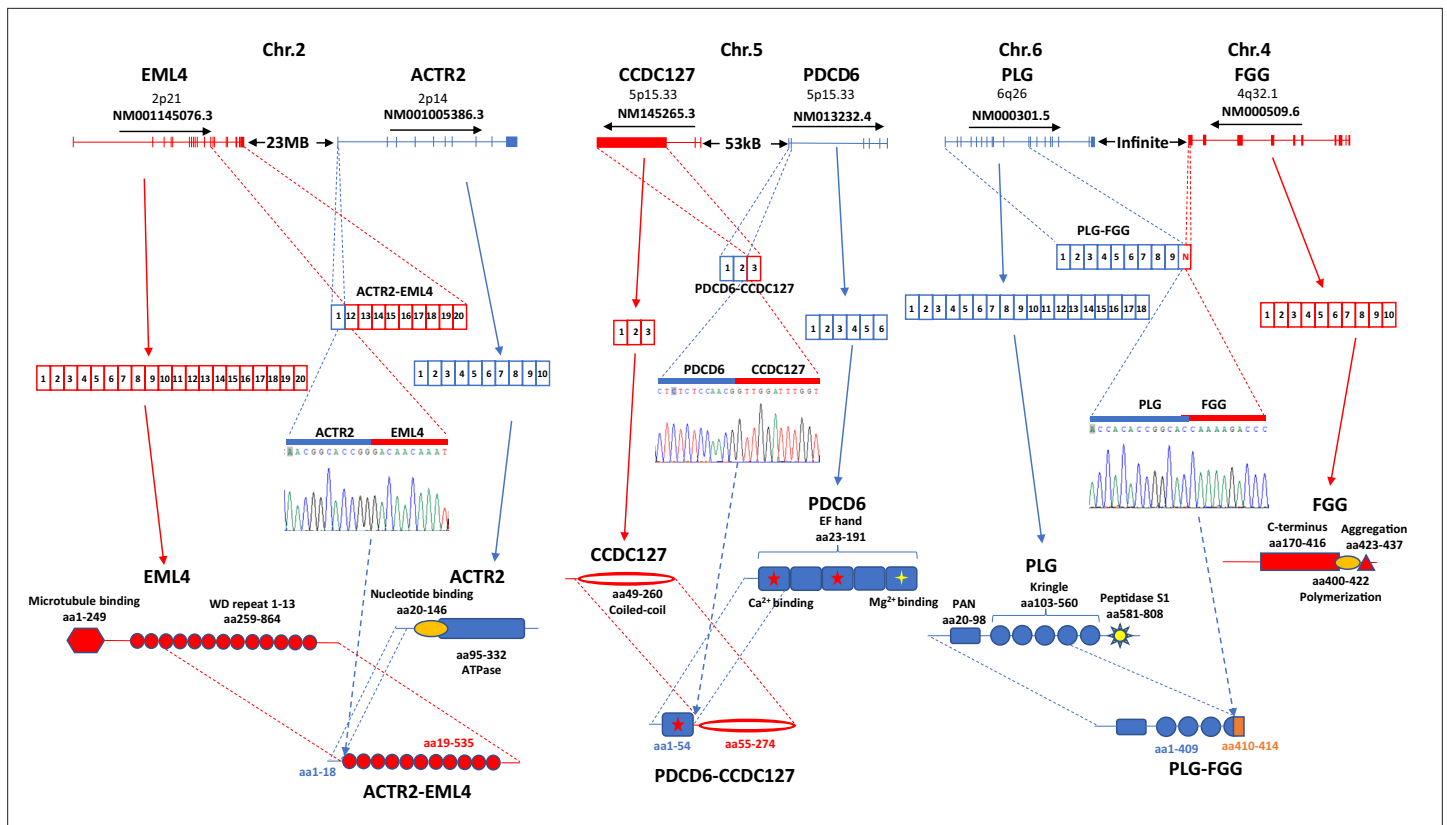 Chr.2
Chr.5
Chr.6
Chr.4
EML4
2p21
NM001145076.3
ACTR2
2p14
NM001005386.3
CCDC127
5p15.33
NM145265.3
PDCD6
5p15.33
NM013232.4
PLG
6q26
NM000301.5
FGG
4q32.1
NM000509.6
23MB
53kB
Infinite
ACTR2-EML4
1 12 13 14 15 16 17 18 19 20
1 2 3
PDCD6-CCDC127
PLG-FGG
1 2 3 4 5 6 7 8 9 N
1 2 3 4 5 6 7 8 9 10 11 12 13 14 15 16 17 18 19 20
1 2 3 4 5 6 7 8 9 10
1 2 3
1 2 3 4 5 6
1 2 3 4 5 6 7 8 9 10 11 12 13 14 15 16 17 18
1 2 3 4 5 6 7 8 9 10
ACTR2 EML4
AACGGCACCGGGACAACAAAT
PDCD6 CCDC127
CTCTCTCCAACGGTTGGATTTGGT
PLG FGG
ACCACACCGGCACCAAAAGACCC
EML4
Microtubule binding
aa1-249
WD repeat 1-13
aa259-864
ACTR2
Nucleotide binding
aa20-146
aa95-332
ATPase
CCDC127
aa49-260
Coiled-coil
PDCD6
EF hand
aa23-191
Ca²⁺ binding
Mg²⁺ binding
PLG
Kringle
aa103-560
PAN
aa20-98
Peptidase S1
aa581-808
FGG
C-terminus
aa170-416
Aggregation
aa423-437
aa400-422
Polymerization
aa1-18
aa19-535
ACTR2-EML4
aa1-54
aa55-274
PDCD6-CCDC127
aa1-409
aa410-414
PLG-FGG